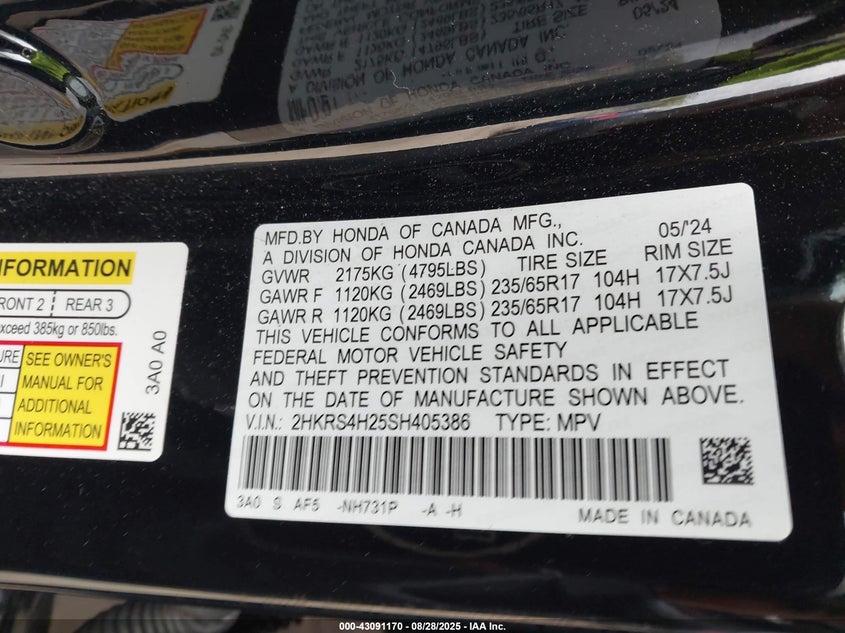 MFD.BY HONDA OF CANADA MFG., 05/'24
A DIVISION OF HONDA CANADA INC.
GVWR 2175KG (4795LBS) TIRE SIZE RIM SIZE
GAWR F 1120KG (2469LBS) 235/65R17 104H 17X7.5J
GAWR R 1120KG (2469LBS) 235/65R17 104H 17X7.5J
THIS VEHICLE CONFORMS TO ALL APPLICABLE
FEDERAL MOTOR VEHICLE SAFETY
AND THEFT PREVENTION STANDARDS IN EFFECT
ON THE DATE OF MANUFACTURE SHOWN ABOVE.
V.I.N.: 2HKRS4H25SH405386 TYPE: MPV
3A0 S AF5 -NH731P -A -H
MADE IN CANADA
INFORMATION
FRONT 2 REAR 3
exceed 385kg or 850lbs.
SEE OWNER'S
MANUAL FOR
ADDITIONAL
INFORMATION
3A0 A0
000-43091170 - 08/28/2025 - IAA Inc.